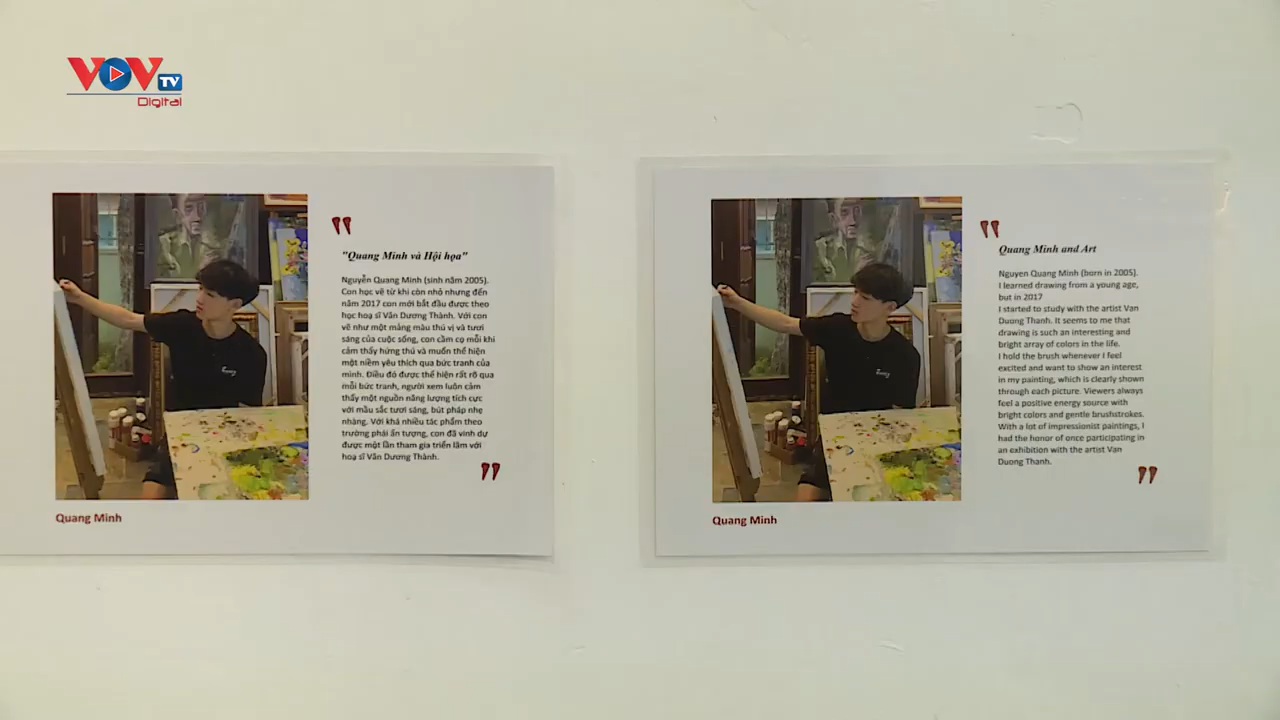 VOV TV
Digital
"Quang Minh và Hội họa"
Nguyễn Quang Minh (sinh năm 2005).
Con học vẽ từ khi còn nhỏ nhưng đến
năm 2017 con mới bắt đầu được theo
học hoạ sĩ Văn Dương Thành. Với con
vẽ như một mảng màu thú vị và tươi
sáng của cuộc sống, con cầm cọ mỗi khi
cảm thấy hứng thú và muốn thể hiện
một niềm yêu thích qua bức tranh của
mình. Điều đó được thể hiện rất rõ qua
mỗi bức tranh, người xem luôn cảm
thấy một nguồn năng lượng tích cực
với mầu sắc tươi sáng, bút pháp nhẹ
nhàng. Với khá nhiều tác phẩm theo
trường phái ấn tượng, con đã vinh dự
được một lần tham gia triển lãm với
hoạ sĩ Văn Dương Thành.
Quang Minh
Quang Minh and Art
Nguyen Quang Minh (born in 2005).
I learned drawing from a young age,
but in 2017
I started to study with the artist Van
Duong Thanh. It seems to me that
drawing is such an interesting and
bright array of colors in the life.
I hold the brush whenever I feel
excited and want to show an interest
in my painting, which is clearly shown
through each picture. Viewers always
feel a positive energy source with
bright colors and gentle brushstrokes.
With a lot of impressionist paintings, I
had the honor of once participating in
an exhibition with the artist Van
Duong Thanh.
Quang Minh